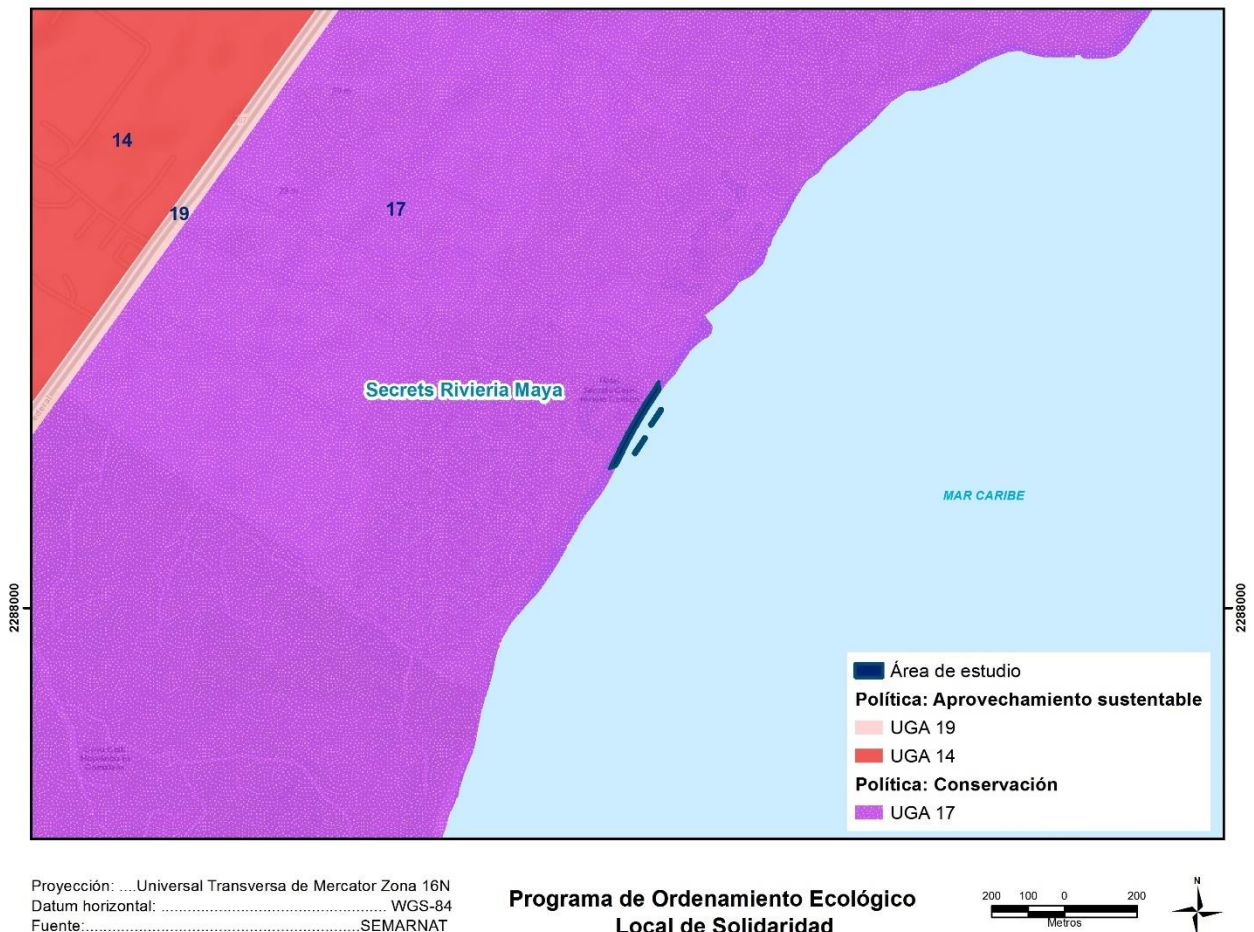 14
19
17
Secrets Rivieria Maya
MAR CARIBE
2288000
2288000
Área de estudio
Política: Aprovechamiento sustentable
UGA 19
UGA 14
Política: Conservación
UGA 17
Proyección: ....Universal Transversa de Mercator Zona 16N
Datum horizontal: ................................................ WGS-84
Fuente:..............................................................SEMARNAT
Programa de Ordenamiento Ecológico
Local de Solidaridad
200 100 0 200
Metros
N